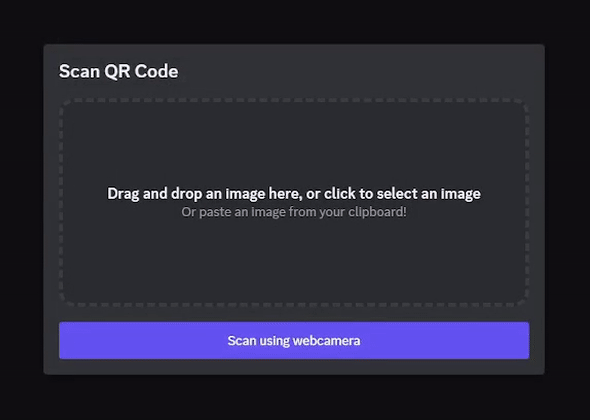 Scan QR Code
Drag and drop an image here, or click to select an image
Or paste an image from your clipboard!
Scan using webcamera